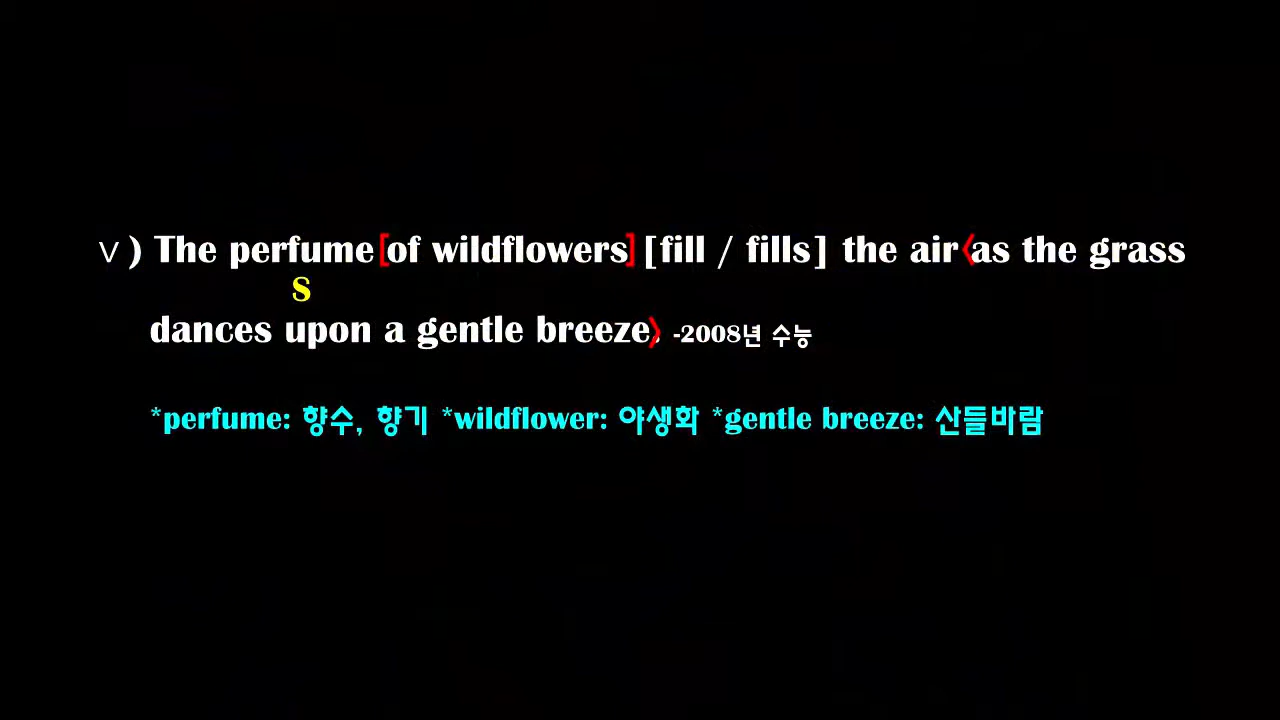 ⅴ) The perfume [of wildflowers] [fill / fills] the air 〈as the grass
S
dances upon a gentle breeze〉. -2008년 수능
*perfume: 향수, 향기 *wildflower: 야생화 *gentle breeze: 산들바람